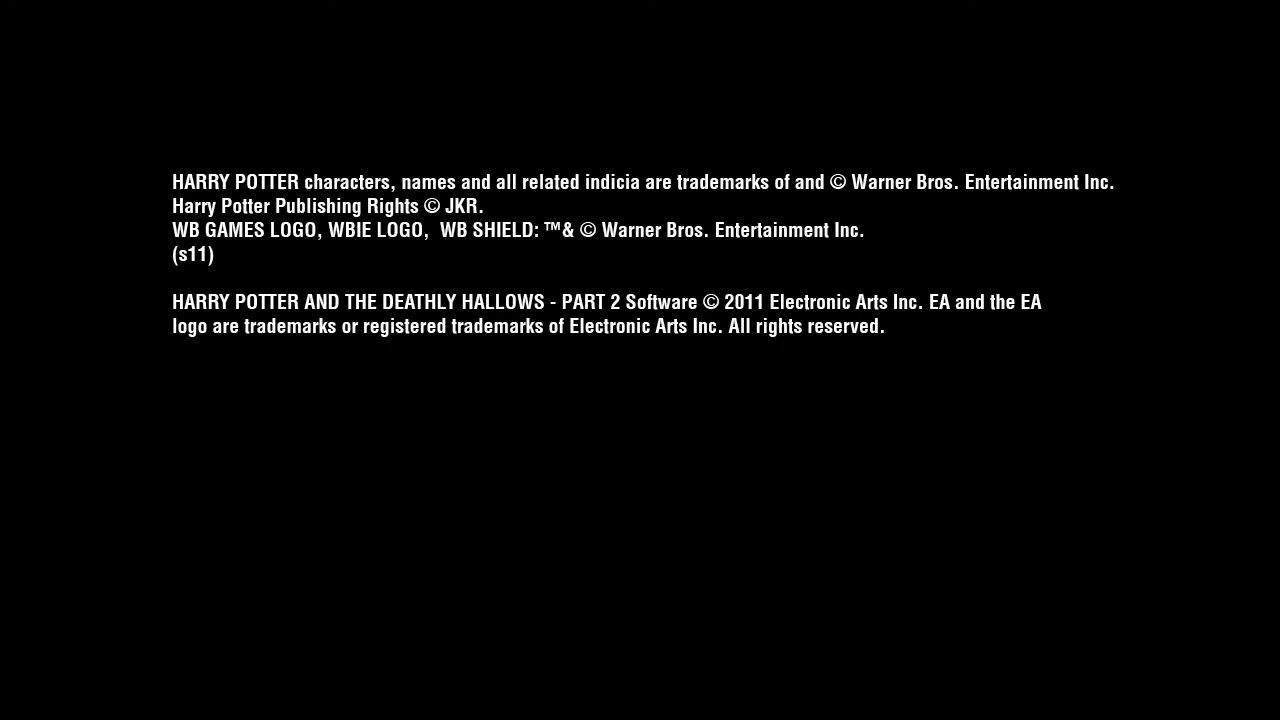 HARRY POTTER characters, names and all related indicia are trademarks of and © Warner Bros. Entertainment Inc.
Harry Potter Publishing Rights © JKR.
WB GAMES LOGO, WBIE LOGO,  WB SHIELD: ™& © Warner Bros. Entertainment Inc.
(s11)
HARRY POTTER AND THE DEATHLY HALLOWS - PART 2 Software © 2011 Electronic Arts Inc. EA and the EA
logo are trademarks or registered trademarks of Electronic Arts Inc. All rights reserved.